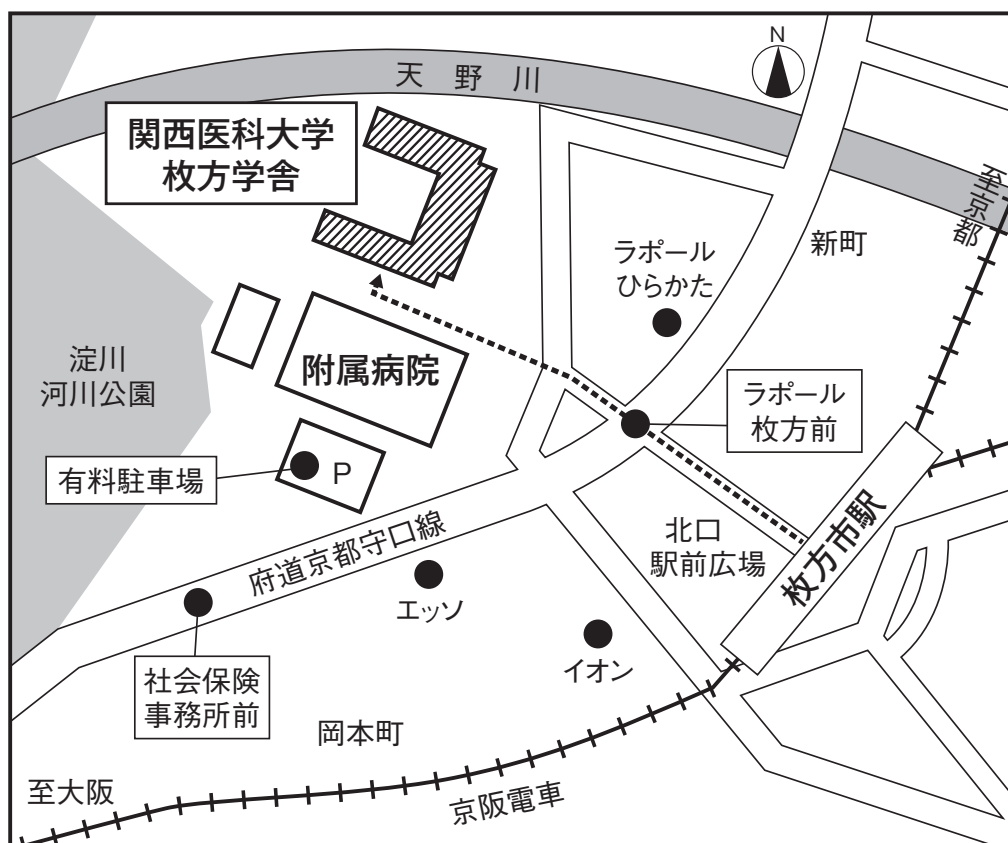 N
天野川
関西医科大学
枚方学舎
至京都
新町
ラポール
ひらかた
淀川
河川公園
附属病院
ラポール
枚方前
有料駐車場
P
北口
駅前広場
枚方市駅
府道京都守口線
エッソ
イオン
社会保険
事務所前
岡本町
至大阪
京阪電車